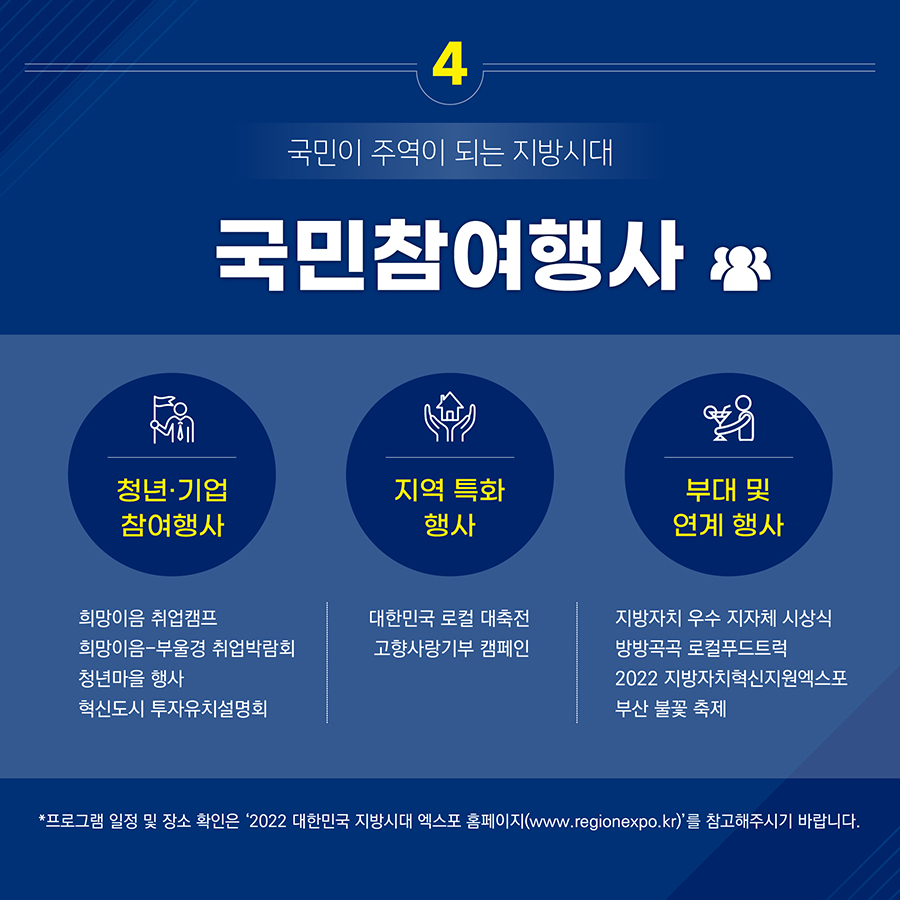 4
국민이 주역이 되는 지방시대
국민참여행사
청년·기업
참여행사
희망이음 취업캠프
희망이음-부울경 취업박람회
청년마을 행사
혁신도시 투자유치설명회
지역 특화
행사
대한민국 로컬 대축전
고향사랑기부 캠페인
부대 및
연계 행사
지방자치 우수 지자체 시상식
방방곡곡 로컬푸드트럭
2022 지방자치혁신지원엑스포
부산 불꽃 축제
*프로그램 일정 및 장소 확인은 ‘2022 대한민국 지방시대 엑스포 홈페이지(www.regionexpo.kr)’를 참고해주시기 바랍니다.